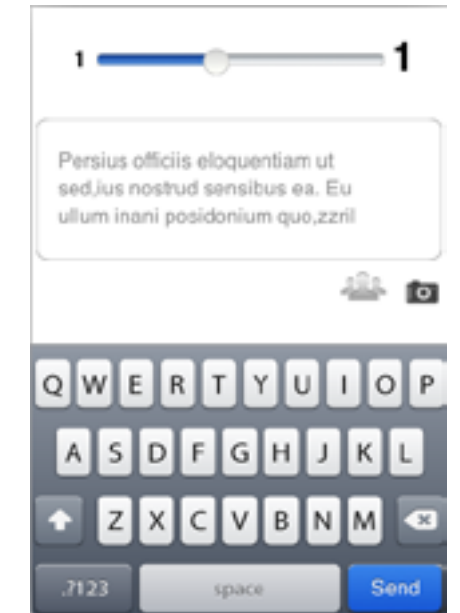 1 1
Persius officiis eloquentiam ut
sed,ius nostrud sensibus ea. Eu
ullum inani posidonium quo,zzril
Q W E R T Y U I O P
A S D F G H J K L
Z X C V B N M
.?123 space Send